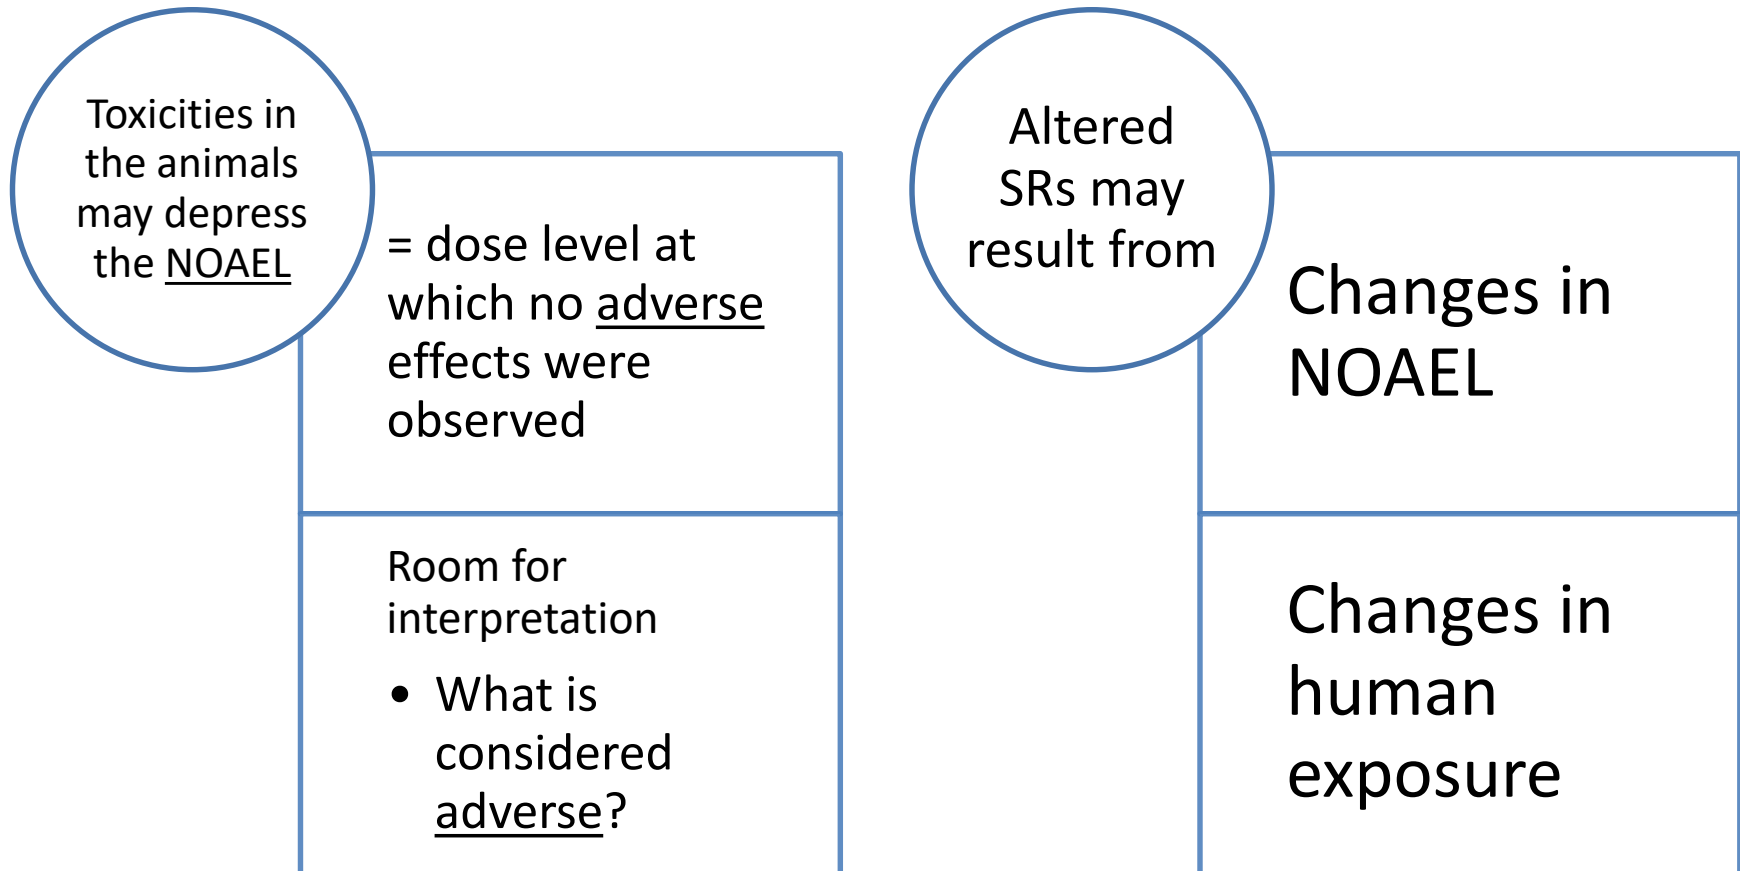 Toxicities in
the animals
may depress
the NOAEL
= dose level at
which no adverse
effects were
observed
Room for
interpretation
• What is
considered
adverse?
Altered
SRs may
result from
Changes in
NOAEL
Changes in
human
exposure